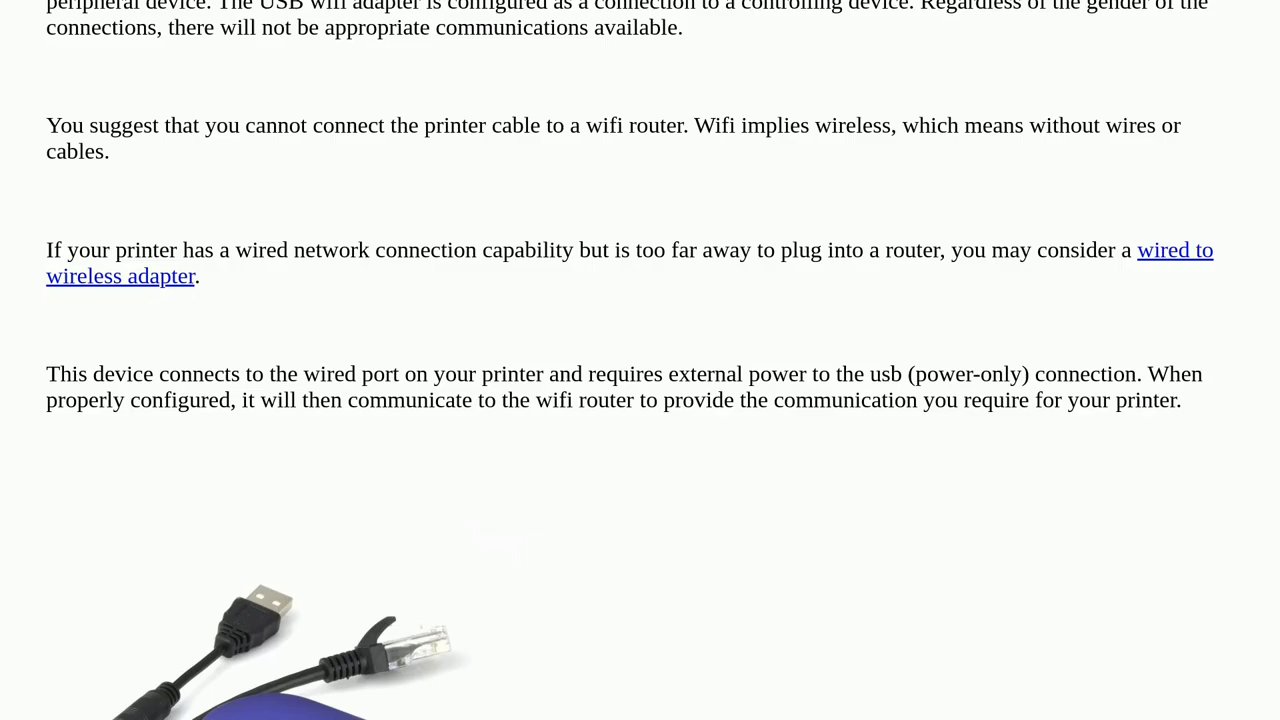 peripheral device. The USB wifi adapter is configured as a connection to a controlling device. Regardless of the gender of the
connections, there will not be appropriate communications available.
You suggest that you cannot connect the printer cable to a wifi router. Wifi implies wireless, which means without wires or
cables.
If your printer has a wired network connection capability but is too far away to plug into a router, you may consider a wired to
wireless adapter.
This device connects to the wired port on your printer and requires external power to the usb (power-only) connection. When
properly configured, it will then communicate to the wifi router to provide the communication you require for your printer.